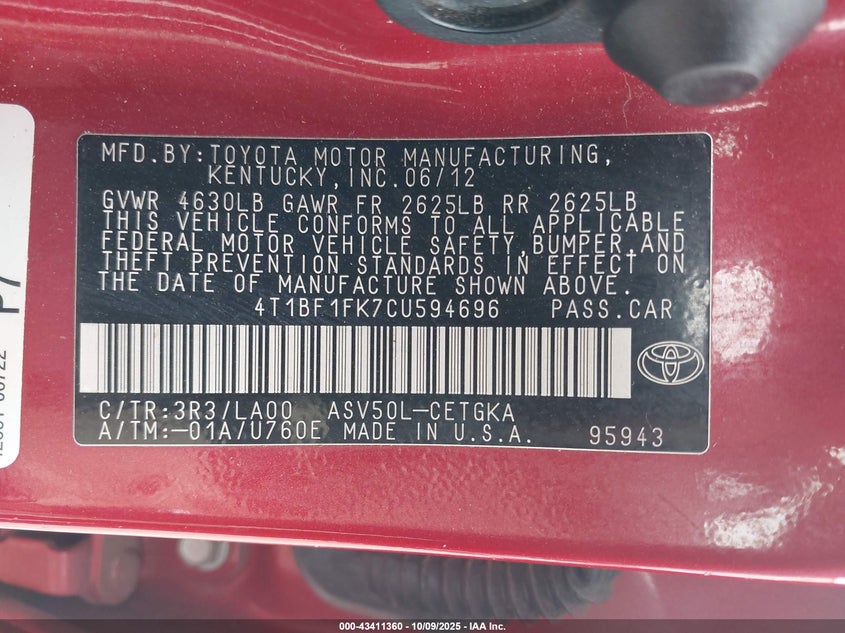 MFD.BY:TOYOTA MOTOR MANUFACTURING,
KENTUCKY,INC.06/12
GVWR 4630LB GAWR FR 2625LB RR 2625LB
THIS VEHICLE CONFORMS TO ALL APPLICABLE
FEDERAL MOTOR VEHICLE SAFETY,BUMPER,AND
THEFT PREVENTION STANDARDS IN EFFECT ON
THE DATE OF MANUFACTURE SHOWN ABOVE.
4T1BF1FK7CU594696 PASS.CAR
C/TR:3R3/LA00 ASV50L-CETGKA
A/TM:-01A/U760E MADE IN U.S.A. 95943
P7
000-43411360 - 10/09/2025 - IAA Inc.